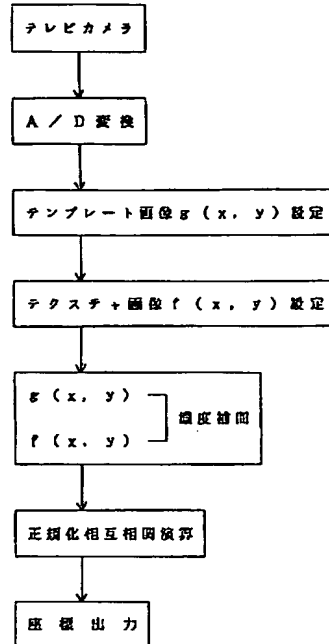 テレビカメラ
A／D変換
テンプレート画像g（x，y）設定
テクスチャ画像f（x，y）設定
g（x，y）
濃度補間
f（x，y）
正規化相互相関演算
座標出力